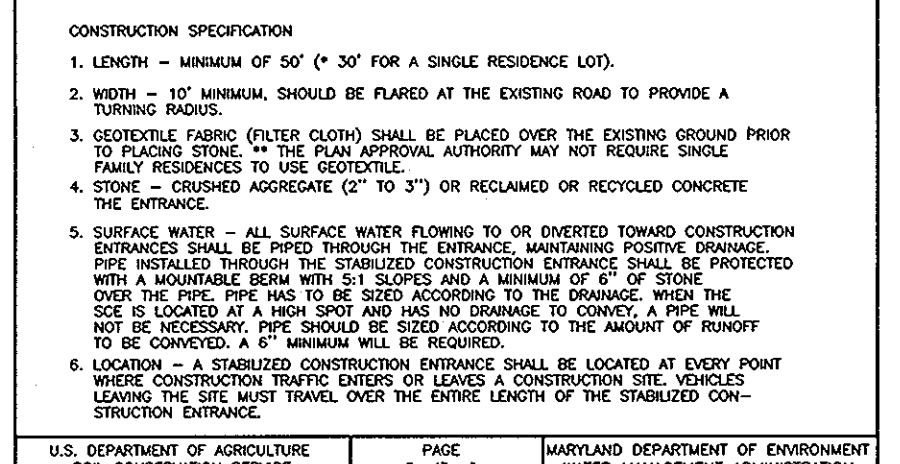 CONSTRUCTION SPECIFICATION
1. LENGTH – MINIMUM OF 50' (* 30' FOR A SINGLE RESIDENCE LOT).
2. WIDTH – 10' MINIMUM, SHOULD BE FLARED AT THE EXISTING ROAD TO PROVIDE A
TURNING RADIUS.
3. GEOTEXTILE FABRIC (FILTER CLOTH) SHALL BE PLACED OVER THE EXISTING GROUND PRIOR
TO PLACING STONE. ** THE PLAN APPROVAL AUTHORITY MAY NOT REQUIRE SINGLE
FAMILY RESIDENCES TO USE GEOTEXTILE.
4. STONE – CRUSHED AGGREGATE (2" TO 3") OR RECLAIMED OR RECYCLED CONCRETE
THE ENTRANCE.
5. SURFACE WATER – ALL SURFACE WATER FLOWING TO OR DIVERTED TOWARD CONSTRUCTION
ENTRANCES SHALL BE PIPED THROUGH THE ENTRANCE, MAINTAINING POSITIVE DRAINAGE.
PIPE INSTALLED THROUGH THE STABILIZED CONSTRUCTION ENTRANCE SHALL BE PROTECTED
WITH A MOUNTABLE BERM WITH 5:1 SLOPES AND A MINIMUM OF 6" OF STONE
OVER THE PIPE. PIPE HAS TO BE SIZED ACCORDING TO THE DRAINAGE. WHEN THE
SCE IS LOCATED AT A HIGH SPOT AND HAS NO DRAINAGE TO CONVEY, A PIPE WILL
NOT BE NECESSARY. PIPE SHOULD BE SIZED ACCORDING TO THE AMOUNT OF RUNOFF
TO BE CONVEYED. A 6" MINIMUM WILL BE REQUIRED.
6. LOCATION – A STABILIZED CONSTRUCTION ENTRANCE SHALL BE LOCATED AT EVERY POINT
WHERE CONSTRUCTION TRAFFIC ENTERS OR LEAVES A CONSTRUCTION SITE. VEHICLES
LEAVING THE SITE MUST TRAVEL OVER THE ENTIRE LENGTH OF THE STABILIZED CON–
STRUCTION ENTRANCE.
U.S. DEPARTMENT OF AGRICULTURE
PAGE
MARYLAND DEPARTMENT OF ENVIRONMENT